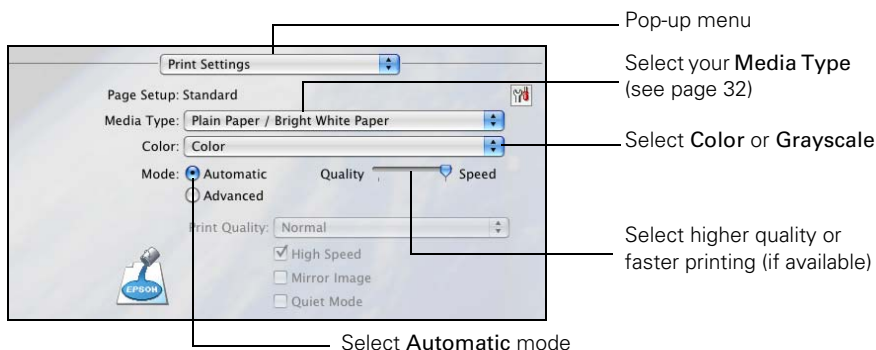 Pop-up menu
Print Settings
Select your Media Type
(see page 32)
Page Setup: Standard
Media Type: Plain Paper / Bright White Paper
Color: Color
Select Color or Grayscale
Mode: Automatic Quality Speed
Advanced
Print Quality: Normal
High Speed
Select higher quality or
faster printing (if available)
Mirror Image
EPSON
Quiet Mode
Select Automatic mode